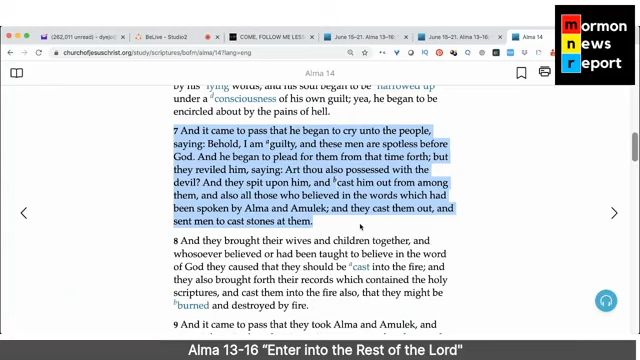 (262,011 unread) - dyejo
BeLive - Studio2
COME, FOLLOW ME LESS
June 15–21. Alma 13–16: "
June 15–21. Alma 13–16: "
Alma 14
churchofjesuschrist.org/study/scriptures/bofm/alma/14?lang=eng
mormon
news
report
m
n
r
Alma 14
by his lying words, and his soul began to be harrowed up
under a dconsciousness of his own guilt; yea, he began to be
encircled about by the pains of hell.
7 And it came to pass that he began to cry unto the people,
saying: Behold, I am aguilty, and these men are spotless before
God. And he began to plead for them from that time forth; but
they reviled him, saying: Art thou also possessed with the
devil? And they spit upon him, and bcast him out from among
them, and also all those who believed in the words which had
been spoken by Alma and Amulek; and they cast them out, and
sent men to cast stones at them.
8 And they brought their wives and children together, and
whosoever believed or had been taught to believe in the word
of God they caused that they should be acast into the fire; and
they also brought forth their records which contained the holy
scriptures, and cast them into the fire also, that they might be
bburned and destroyed by fire.
9 And it came to pass that they took Alma and Amulek, and
Alma 13-16 "Enter into the Rest of the Lord"